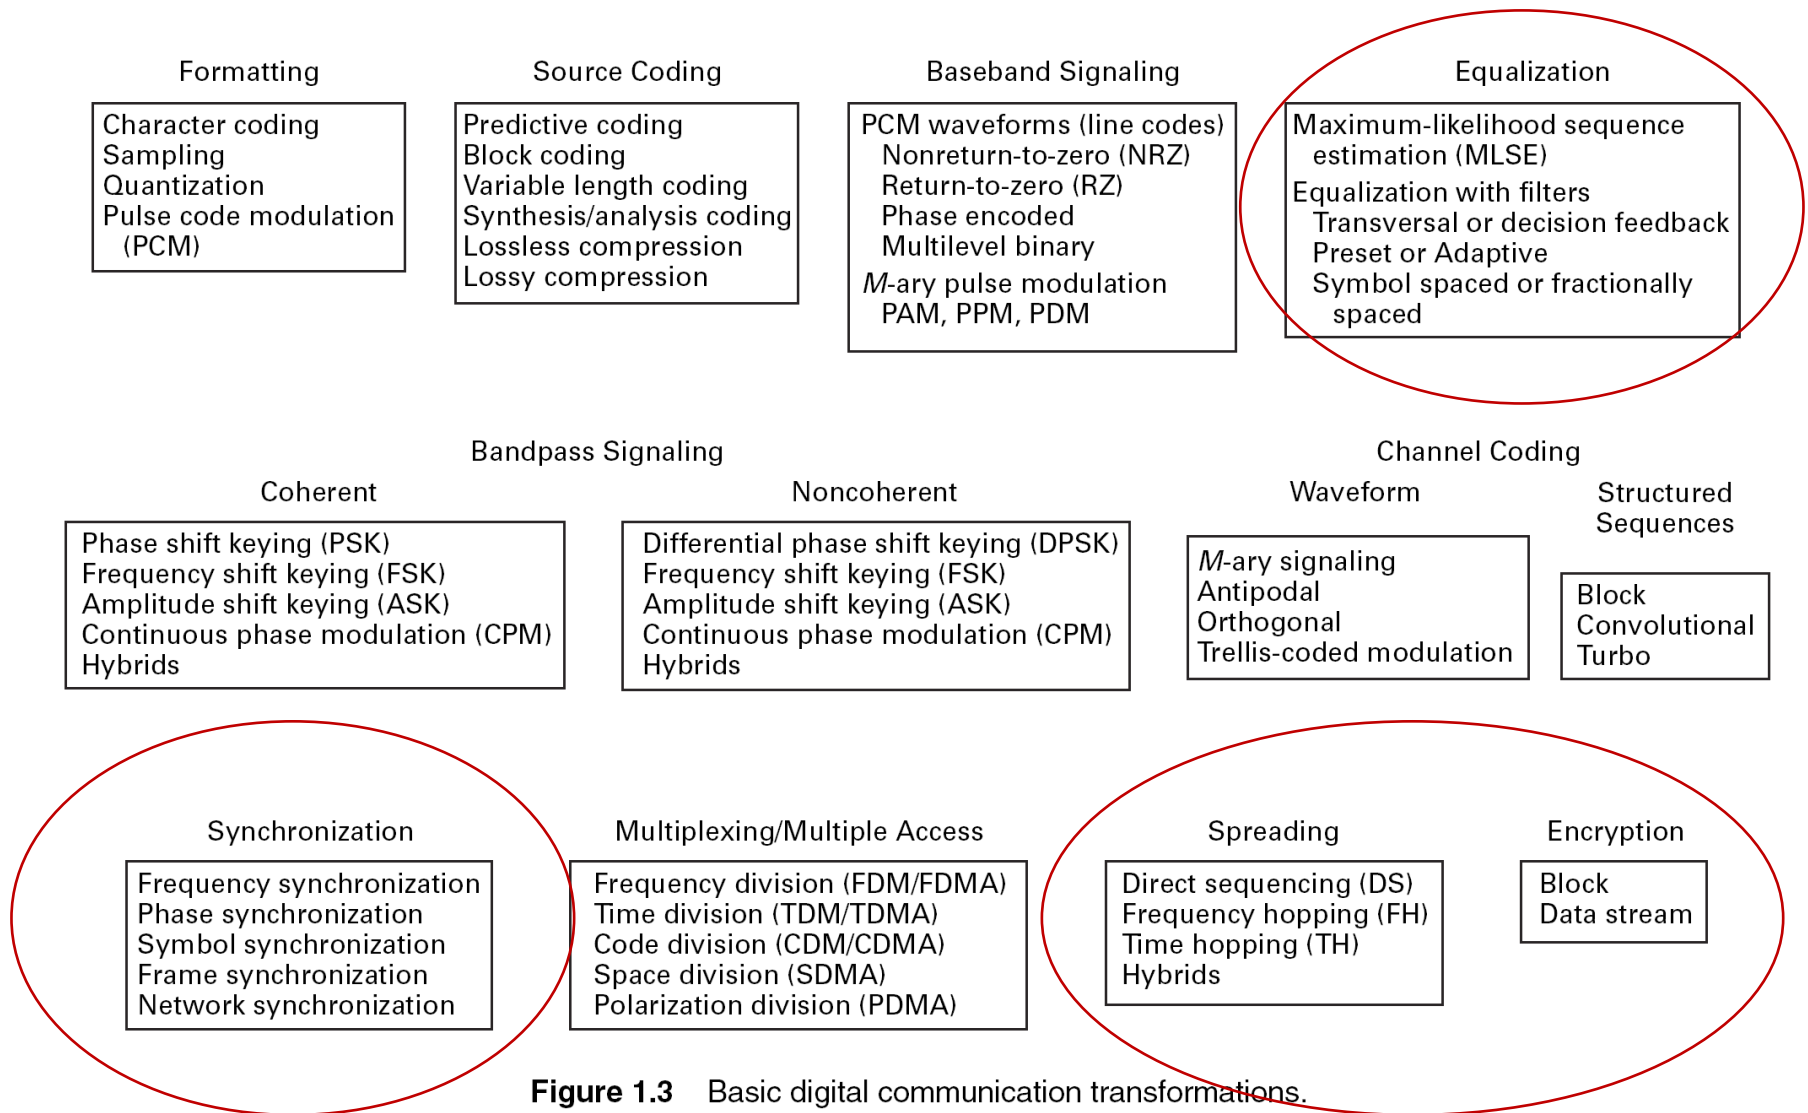 Formatting
Character coding
Sampling
Quantization
Pulse code modulation
(PCM)
Source Coding
Predictive coding
Block coding
Variable length coding
Synthesis/analysis coding
Lossless compression
Lossy compression
Baseband Signaling
PCM waveforms (line codes)
Nonreturn-to-zero (NRZ)
Return-to-zero (RZ)
Phase encoded
Multilevel binary
M-ary pulse modulation
PAM, PPM, PDM
Equalization
Maximum-likelihood sequence
estimation (MLSE)
Equalization with filters
Transversal or decision feedback
Preset or Adaptive
Symbol spaced or fractionally
spaced
Bandpass Signaling
Coherent
Phase shift keying (PSK)
Frequency shift keying (FSK)
Amplitude shift keying (ASK)
Continuous phase modulation (CPM)
Hybrids
Noncoherent
Differential phase shift keying (DPSK)
Frequency shift keying (FSK)
Amplitude shift keying (ASK)
Continuous phase modulation (CPM)
Hybrids
Channel Coding
Waveform
M-ary signaling
Antipodal
Orthogonal
Trellis-coded modulation
Structured
Sequences
Block
Convolutional
Turbo
Synchronization
Frequency synchronization
Phase synchronization
Symbol synchronization
Frame synchronization
Network synchronization
Multiplexing/Multiple Access
Frequency division (FDM/FDMA)
Time division (TDM/TDMA)
Code division (CDM/CDMA)
Space division (SDMA)
Polarization division (PDMA)
Spreading
Direct sequencing (DS)
Frequency hopping (FH)
Time hopping (TH)
Hybrids
Encryption
Block
Data stream
Figure 1.3 Basic digital communication transformations.